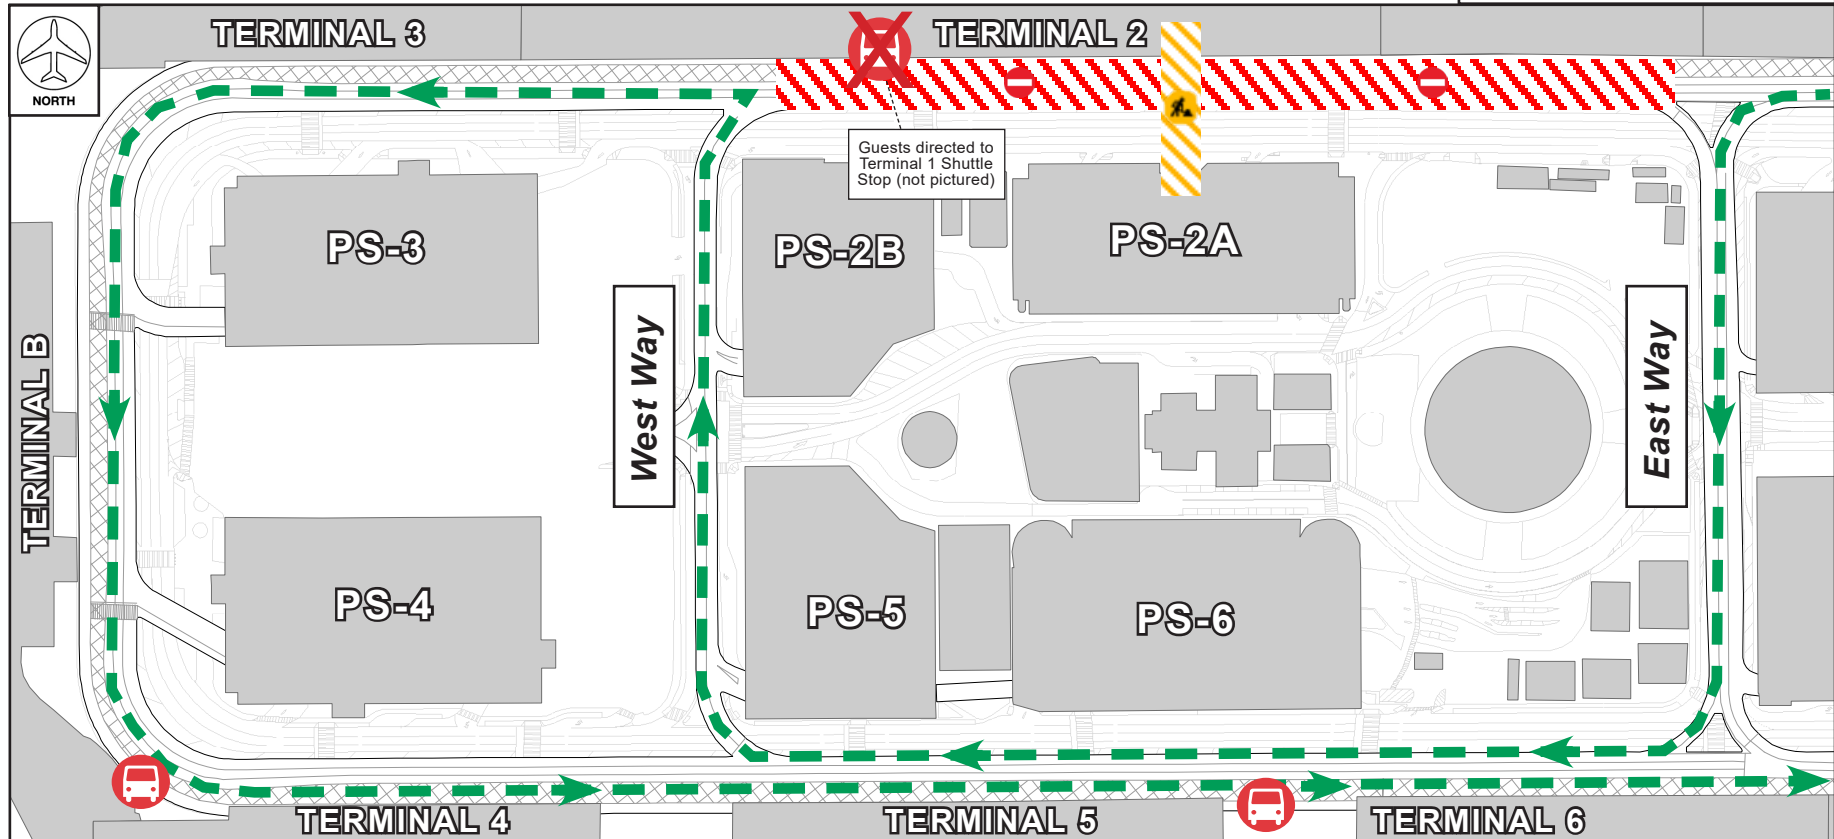 TERMINAL 3
TERMINAL 2
NORTH
Guests directed to
Terminal 1 Shuttle
Stop (not pictured)
PS-3
PS-2B
PS-2A
TERMINAL B
West Way
East Way
PS-4
PS-5
PS-6
TERMINAL 4
TERMINAL 5
TERMINAL 6